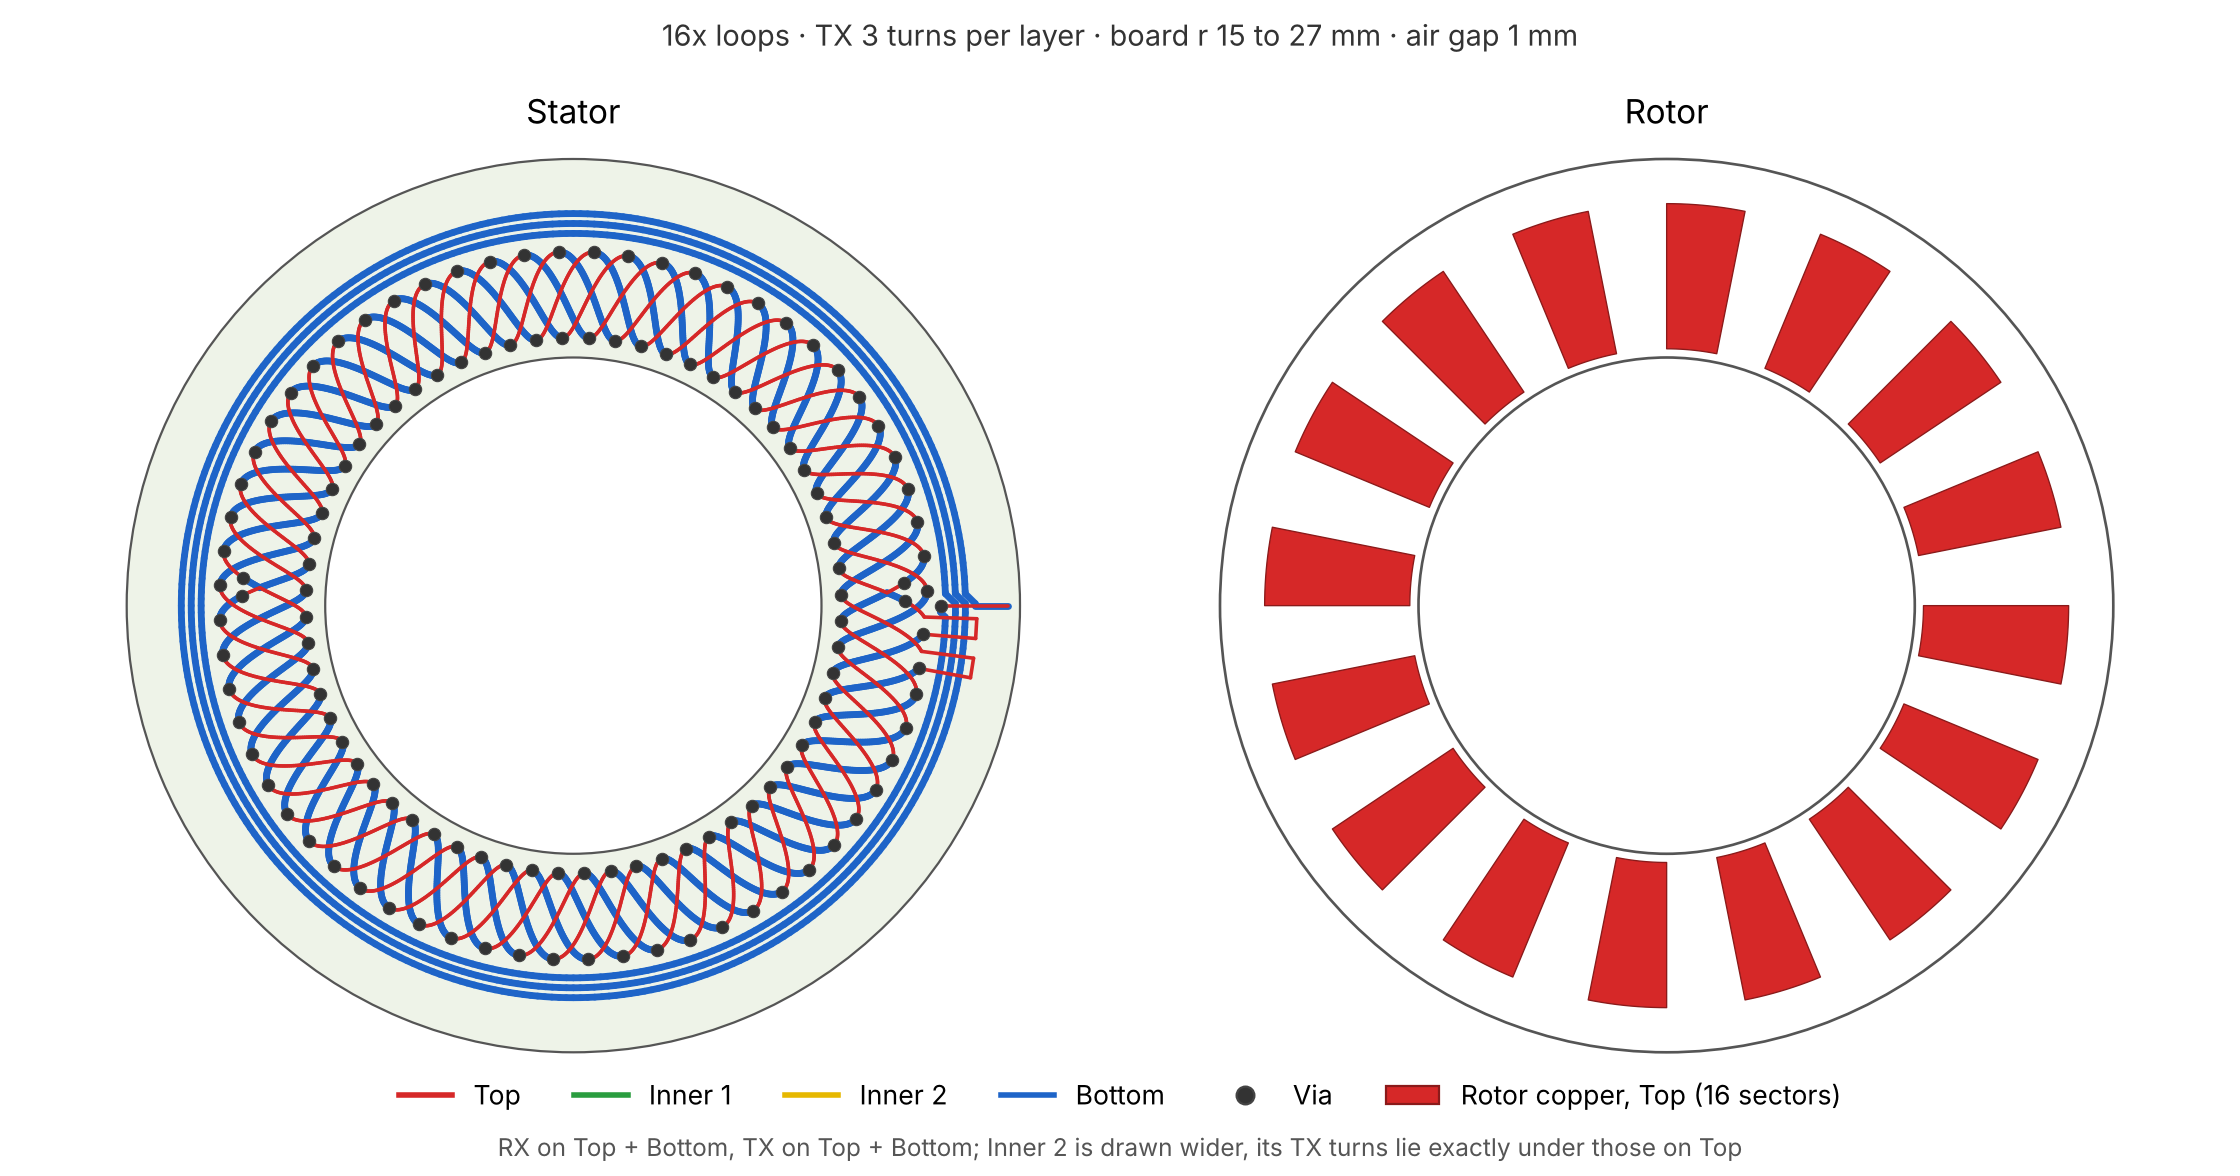 16x loops · TX 3 turns per layer · board r 15 to 27 mm · air gap 1 mm
Stator
Rotor
Top
Inner 1
Inner 2
Bottom
Via
Rotor copper, Top (16 sectors)
RX on Top + Bottom, TX on Top + Bottom; Inner 2 is drawn wider, its TX turns lie exactly under those on Top